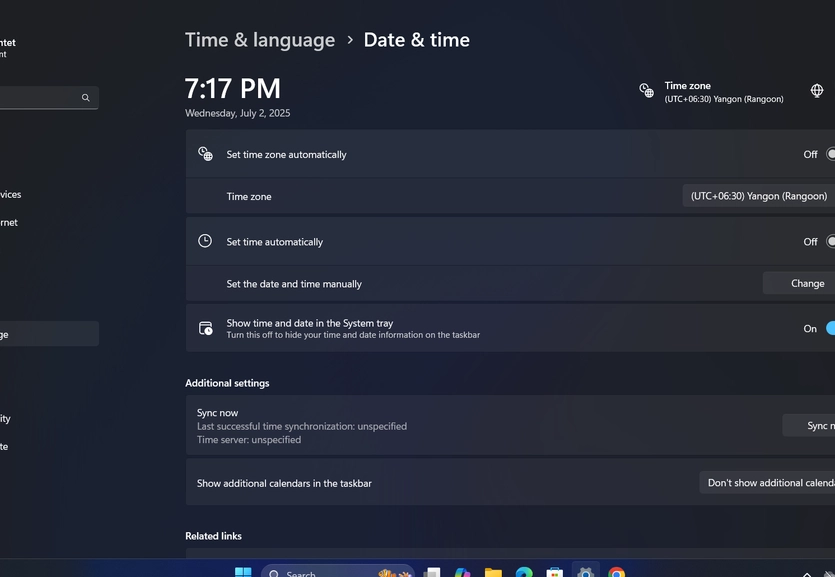 ntet
nt
Time & language > Date & time
7:17 PM
Wednesday, July 2, 2025
Time zone
(UTC+06:30) Yangon (Rangoon)
Set time zone automatically
Off
vices
Time zone
(UTC+06:30) Yangon (Rangoon)
rnet
Set time automatically
Off
Set the date and time manually
Change
Show time and date in the System tray
Turn this off to hide your time and date information on the taskbar
On
ge
Additional settings
Sync now
Last successful time synchronization: unspecified
Time server: unspecified
Sync n
ity
te
Show additional calendars in the taskbar
Don't show additional calenda
Related links
Search